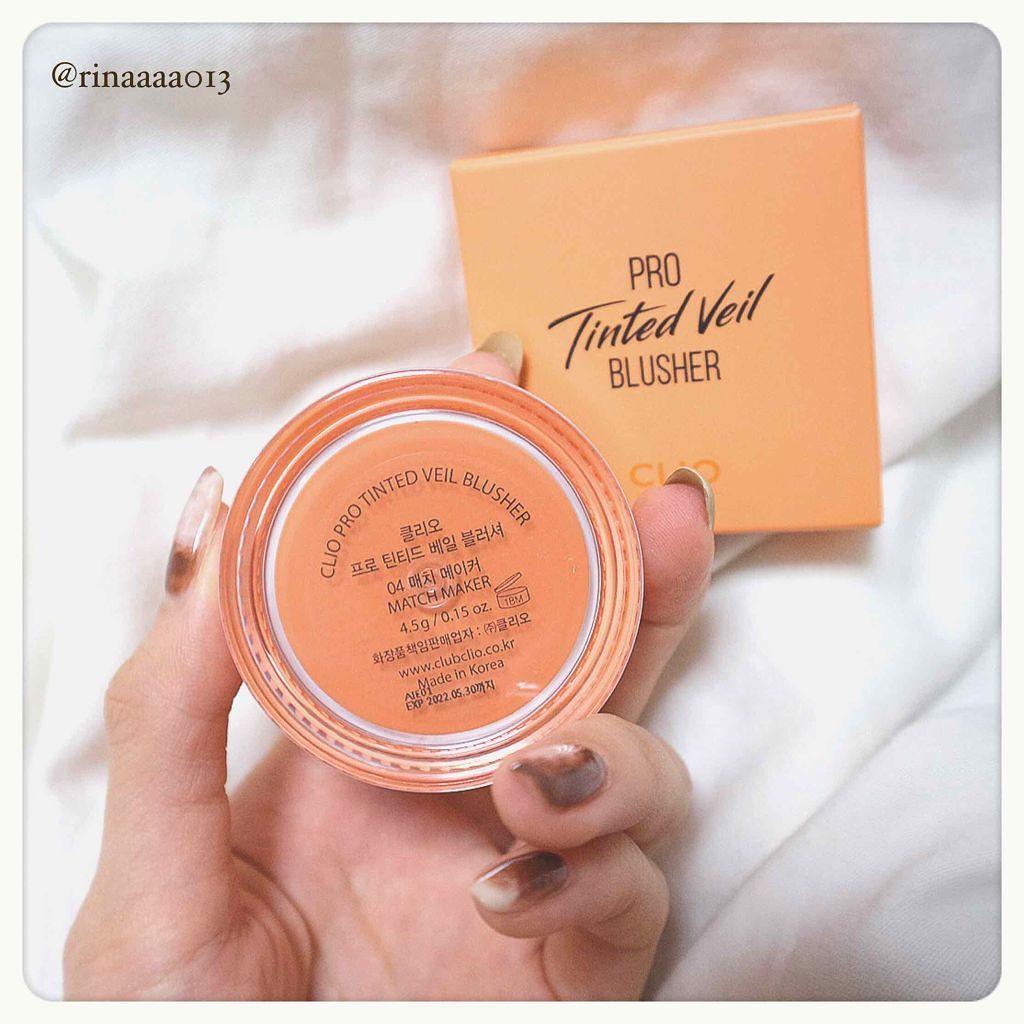 @rinaaaa013
PRO
Tinted Veil
BLUSHER
CLIO
CLIO PRO TINTED VEIL BLUSHER
클리오
프로 틴티드 베일 블러셔
04 매치 메이커
MATCH MAKER
4.5g / 0.15 oz.
18M
화장품책임판매업자 : ㈜클리오
www.clubclio.co.kr
Made in Korea
EXP 2022.05.30까지